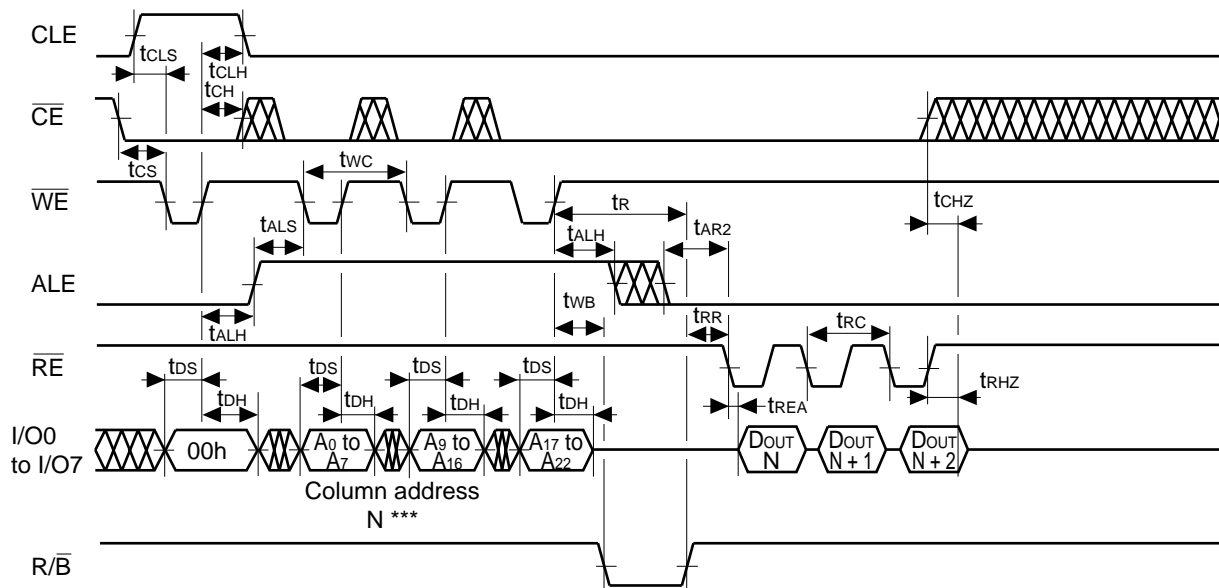 CLE
tCLS
tCLH
tCH
CE
tCS
tWC
WE
tR
tCHZ
tALS
tALH
tAR2
ALE
tWB
tALH
tRR
tRC
RE
tDS
tDS
tDS
tDS
tDH
tDH
tDH
tDH
tREA
tRHZ
I/O0
to I/O7
00h
A0 to
A7
A9 to
A16
A17 to
A22
DOUT
N
DOUT
N + 1
DOUT
N + 2
Column address
N ***
R/B